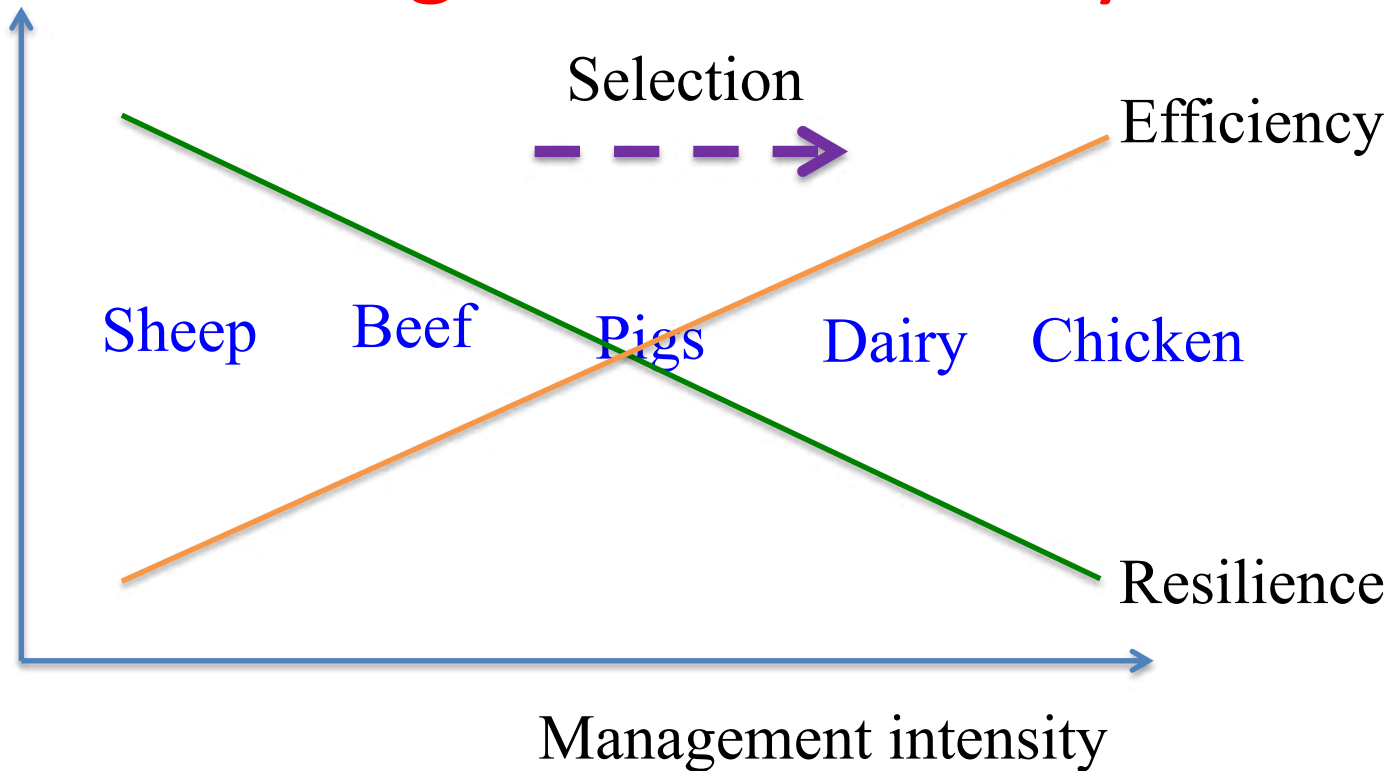 Selection
Efficiency
Sheep Beef Pigs Dairy Chicken
Resilience
Management intensity